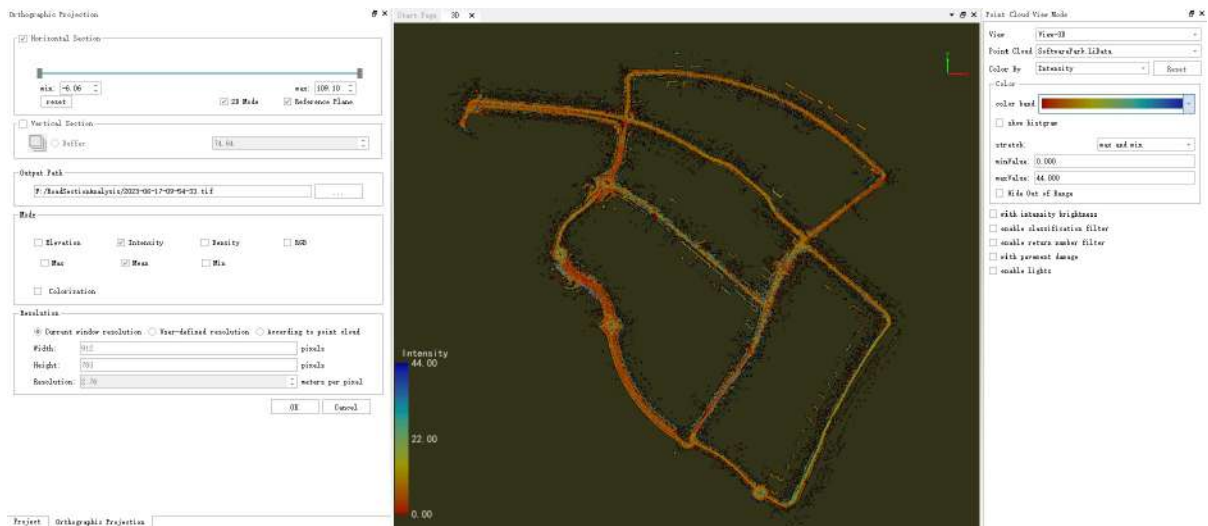 Orthographic Projection
Horizontal Section
min: -6.06
max: 109.10
reset
2D Mode
Reference Plane
Vertical Section
Buffer
74.64
Output Path
F:/RoadSectionAnalysis/2023-08-17-09-54-33.tif
...
Mode
Elevation
Intensity
Density
RGB
Max
Mean
Min
Colorization
Resolution
Current window resolution
User-defined resolution
According to point cloud
Width:
912
pixels
Height:
791
pixels
Resolution:
2.70
meters per pixel
OK
Cancel
Project
Orthographic Projection
Start Page
3D
Intensity
44.00
22.00
0.00
Point Cloud View Mode
View
View-3D
Point Cloud
SoftwarePark.LiData
Color By
Intensity
Reset
Color
color band
show histgram
stretch:
max and min
minValue: 0.000
maxValue: 44.000
Hide Out of Range
with intensity brightness
enable classification filter
enable return number filter
with pavement damage
enable lights